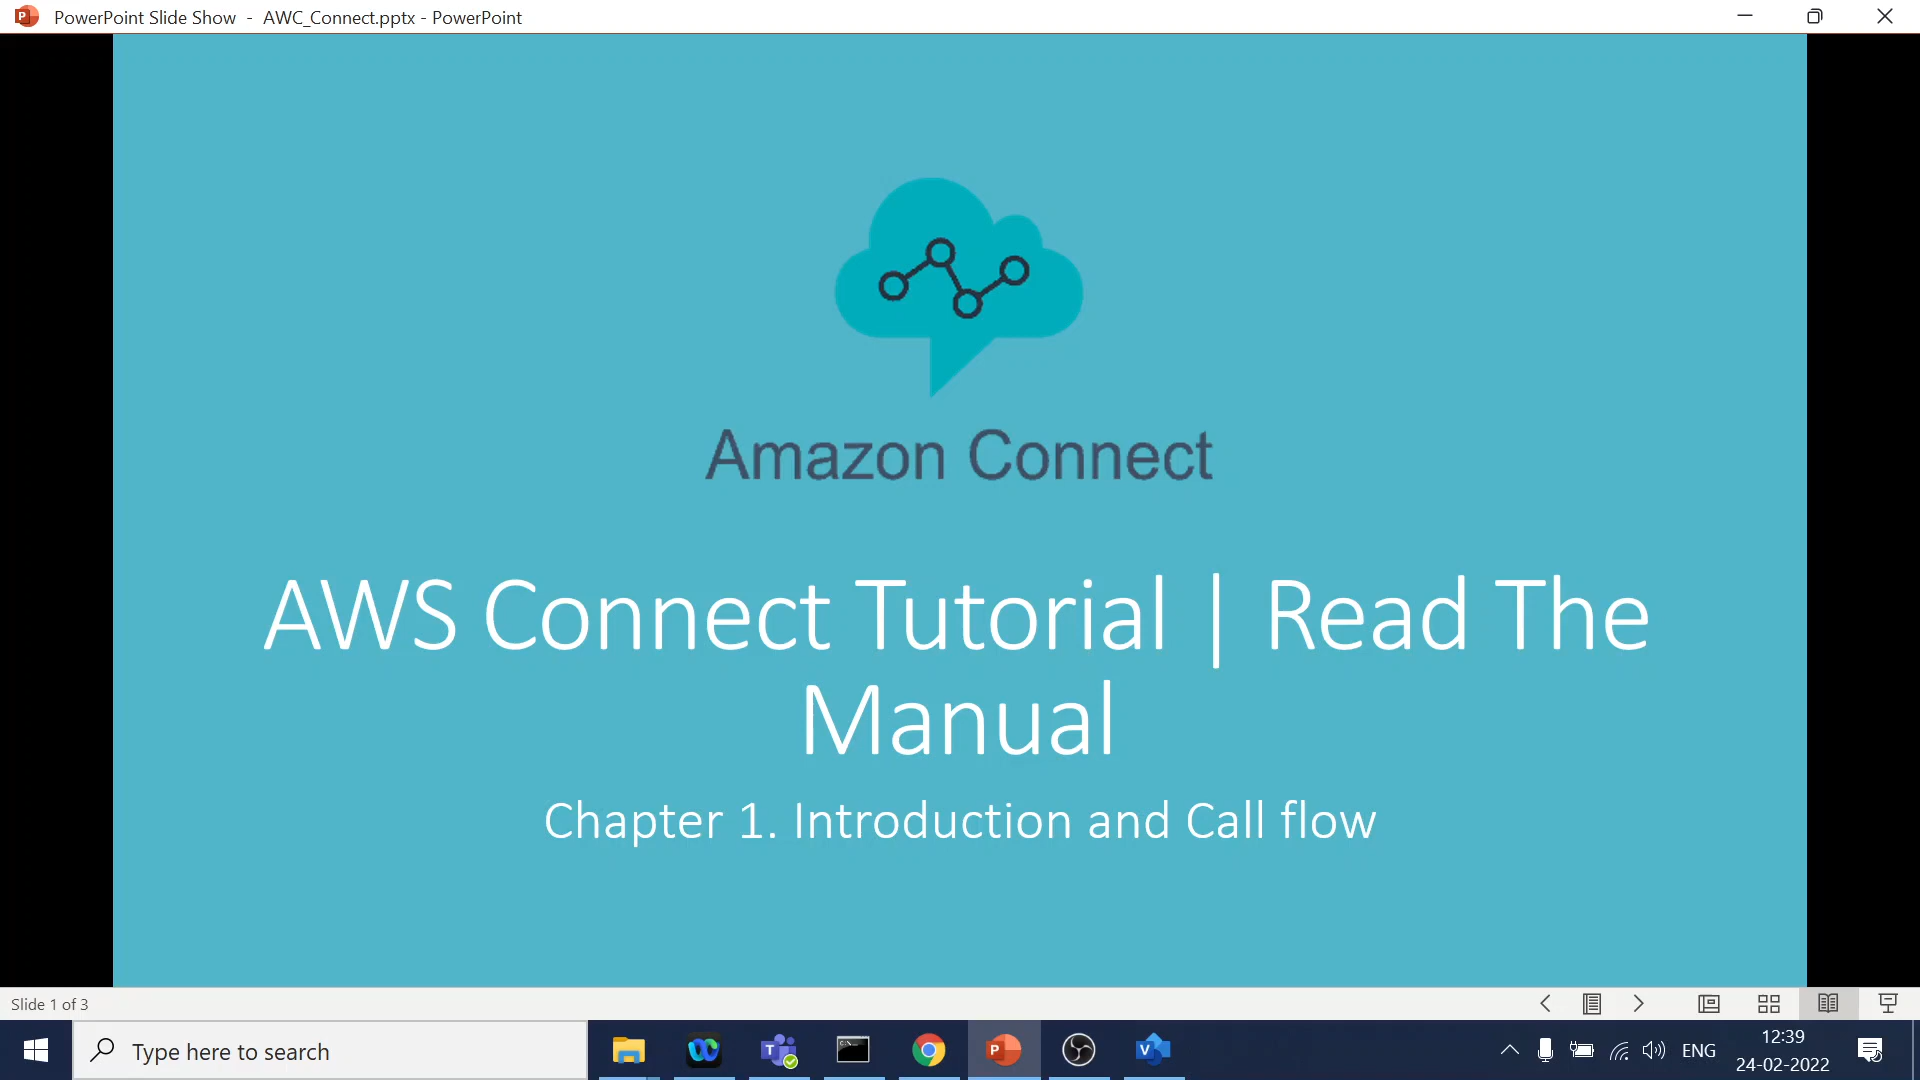 PowerPoint Slide Show - AWC_Connect.pptx - PowerPoint
Amazon Connect
AWS Connect Tutorial | Read The
Manual
Chapter 1. Introduction and Call flow
Slide 1 of 3
Type here to search
ENG
12:39
24-02-2022